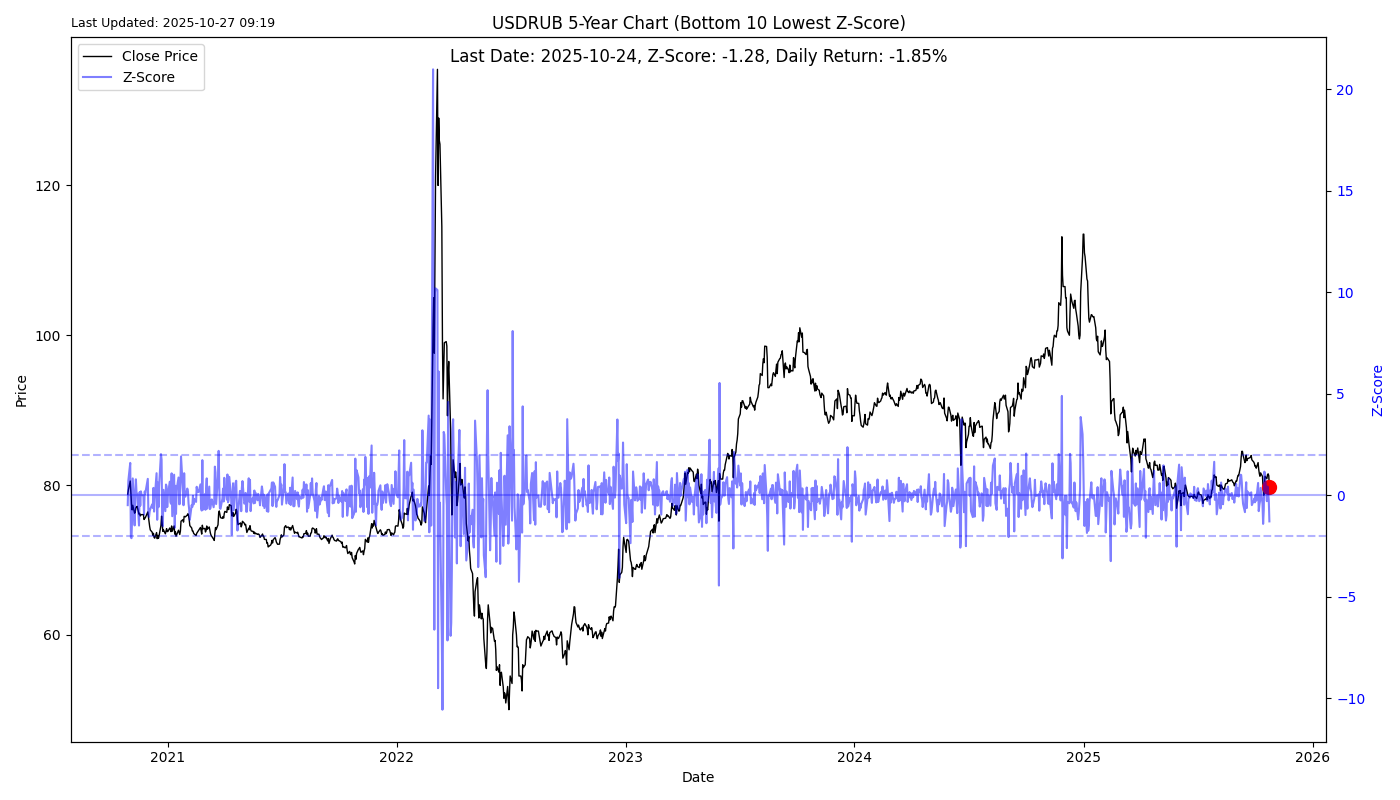 Last Updated: 2025-10-27 09:19
USDRUB 5-Year Chart (Bottom 10 Lowest Z-Score)
Last Date: 2025-10-24, Z-Score: -1.28, Daily Return: -1.85%
Close Price
Z-Score
120
100
80
60
Price
20
15
10
5
0
−5
−10
Z-Score
2021
2022
2023
2024
2025
2026
Date